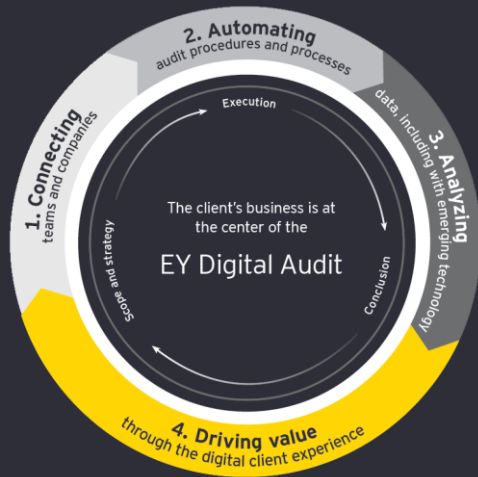 1. Connecting
teams and companies
2. Automating
audit procedures and processes
3. Analyzing
data, including with emerging technology
4. Driving value
through the digital client experience
Scope and strategy
Execution
Conclusion
The client's business is at
the center of the
EY Digital Audit